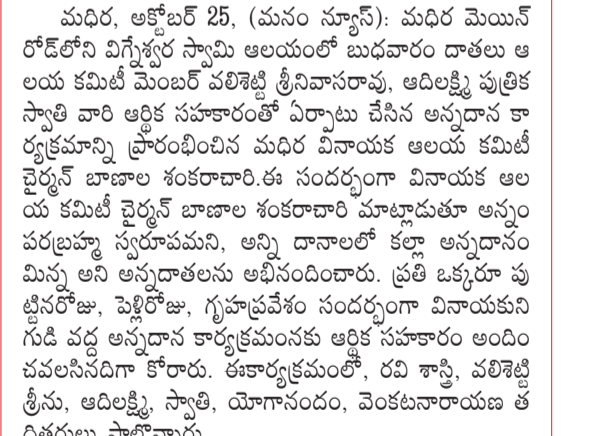 మధిర, అక్టోబర్ 25, (మనం న్యూస్): మధిర మెయిన్
రోడ్‌లోని విగ్నేశ్వర స్వామి ఆలయంలో బుధవారం దాతలు ఆ
లయ కమిటీ మెంబర్ వలిశెట్టి శ్రీనివాసరావు, ఆదిలక్ష్మి పుత్రిక
స్వాతి వారి ఆర్థిక సహకారంతో ఏర్పాటు చేసిన అన్నదాన కా
ర్యక్రమాన్ని ప్రారంభించిన మధిర వినాయక ఆలయ కమిటీ
చైర్మన్ బాణాల శంకరాచారి.ఈ సందర్భంగా వినాయక ఆల
య కమిటీ చైర్మన్ బాణాల శంకరాచారి మాట్లాడుతూ అన్నం
పరబ్రహ్మ స్వరూపమని, అన్ని దానాలలో కల్లా అన్నదానం
మిన్న అని అన్నదాతలను అభినందించారు. ప్రతి ఒక్కరూ పు
ట్టినరోజు, పెళ్లిరోజు, గృహప్రవేశం సందర్భంగా వినాయకుని
గుడి వద్ద అన్నదాన కార్యక్రమంనకు ఆర్థిక సహకారం అందిం
చవలసినదిగా కోరారు. ఈకార్యక్రమంలో, రవి శాస్త్రి, వలిశెట్టి
శ్రీను, ఆదిలక్ష్మి, స్వాతి, యోగానందం, వెంకటనారాయణ త
దితరులు పాల్గొన్నారు